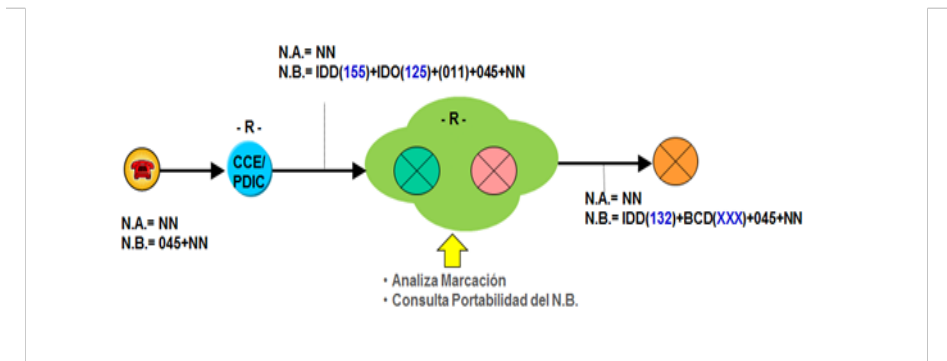 N.A.= NN
N.B.= IDD(155)+IDO(125)+(011)+045+NN
- R -
- R -
CCE/
PDIC
N.A.= NN
N.B.= 045+NN
N.A.= NN
N.B.= IDD(132)+BCD(XXX)+045+NN
• Analiza Marcación
• Consulta Portabilidad del N.B.